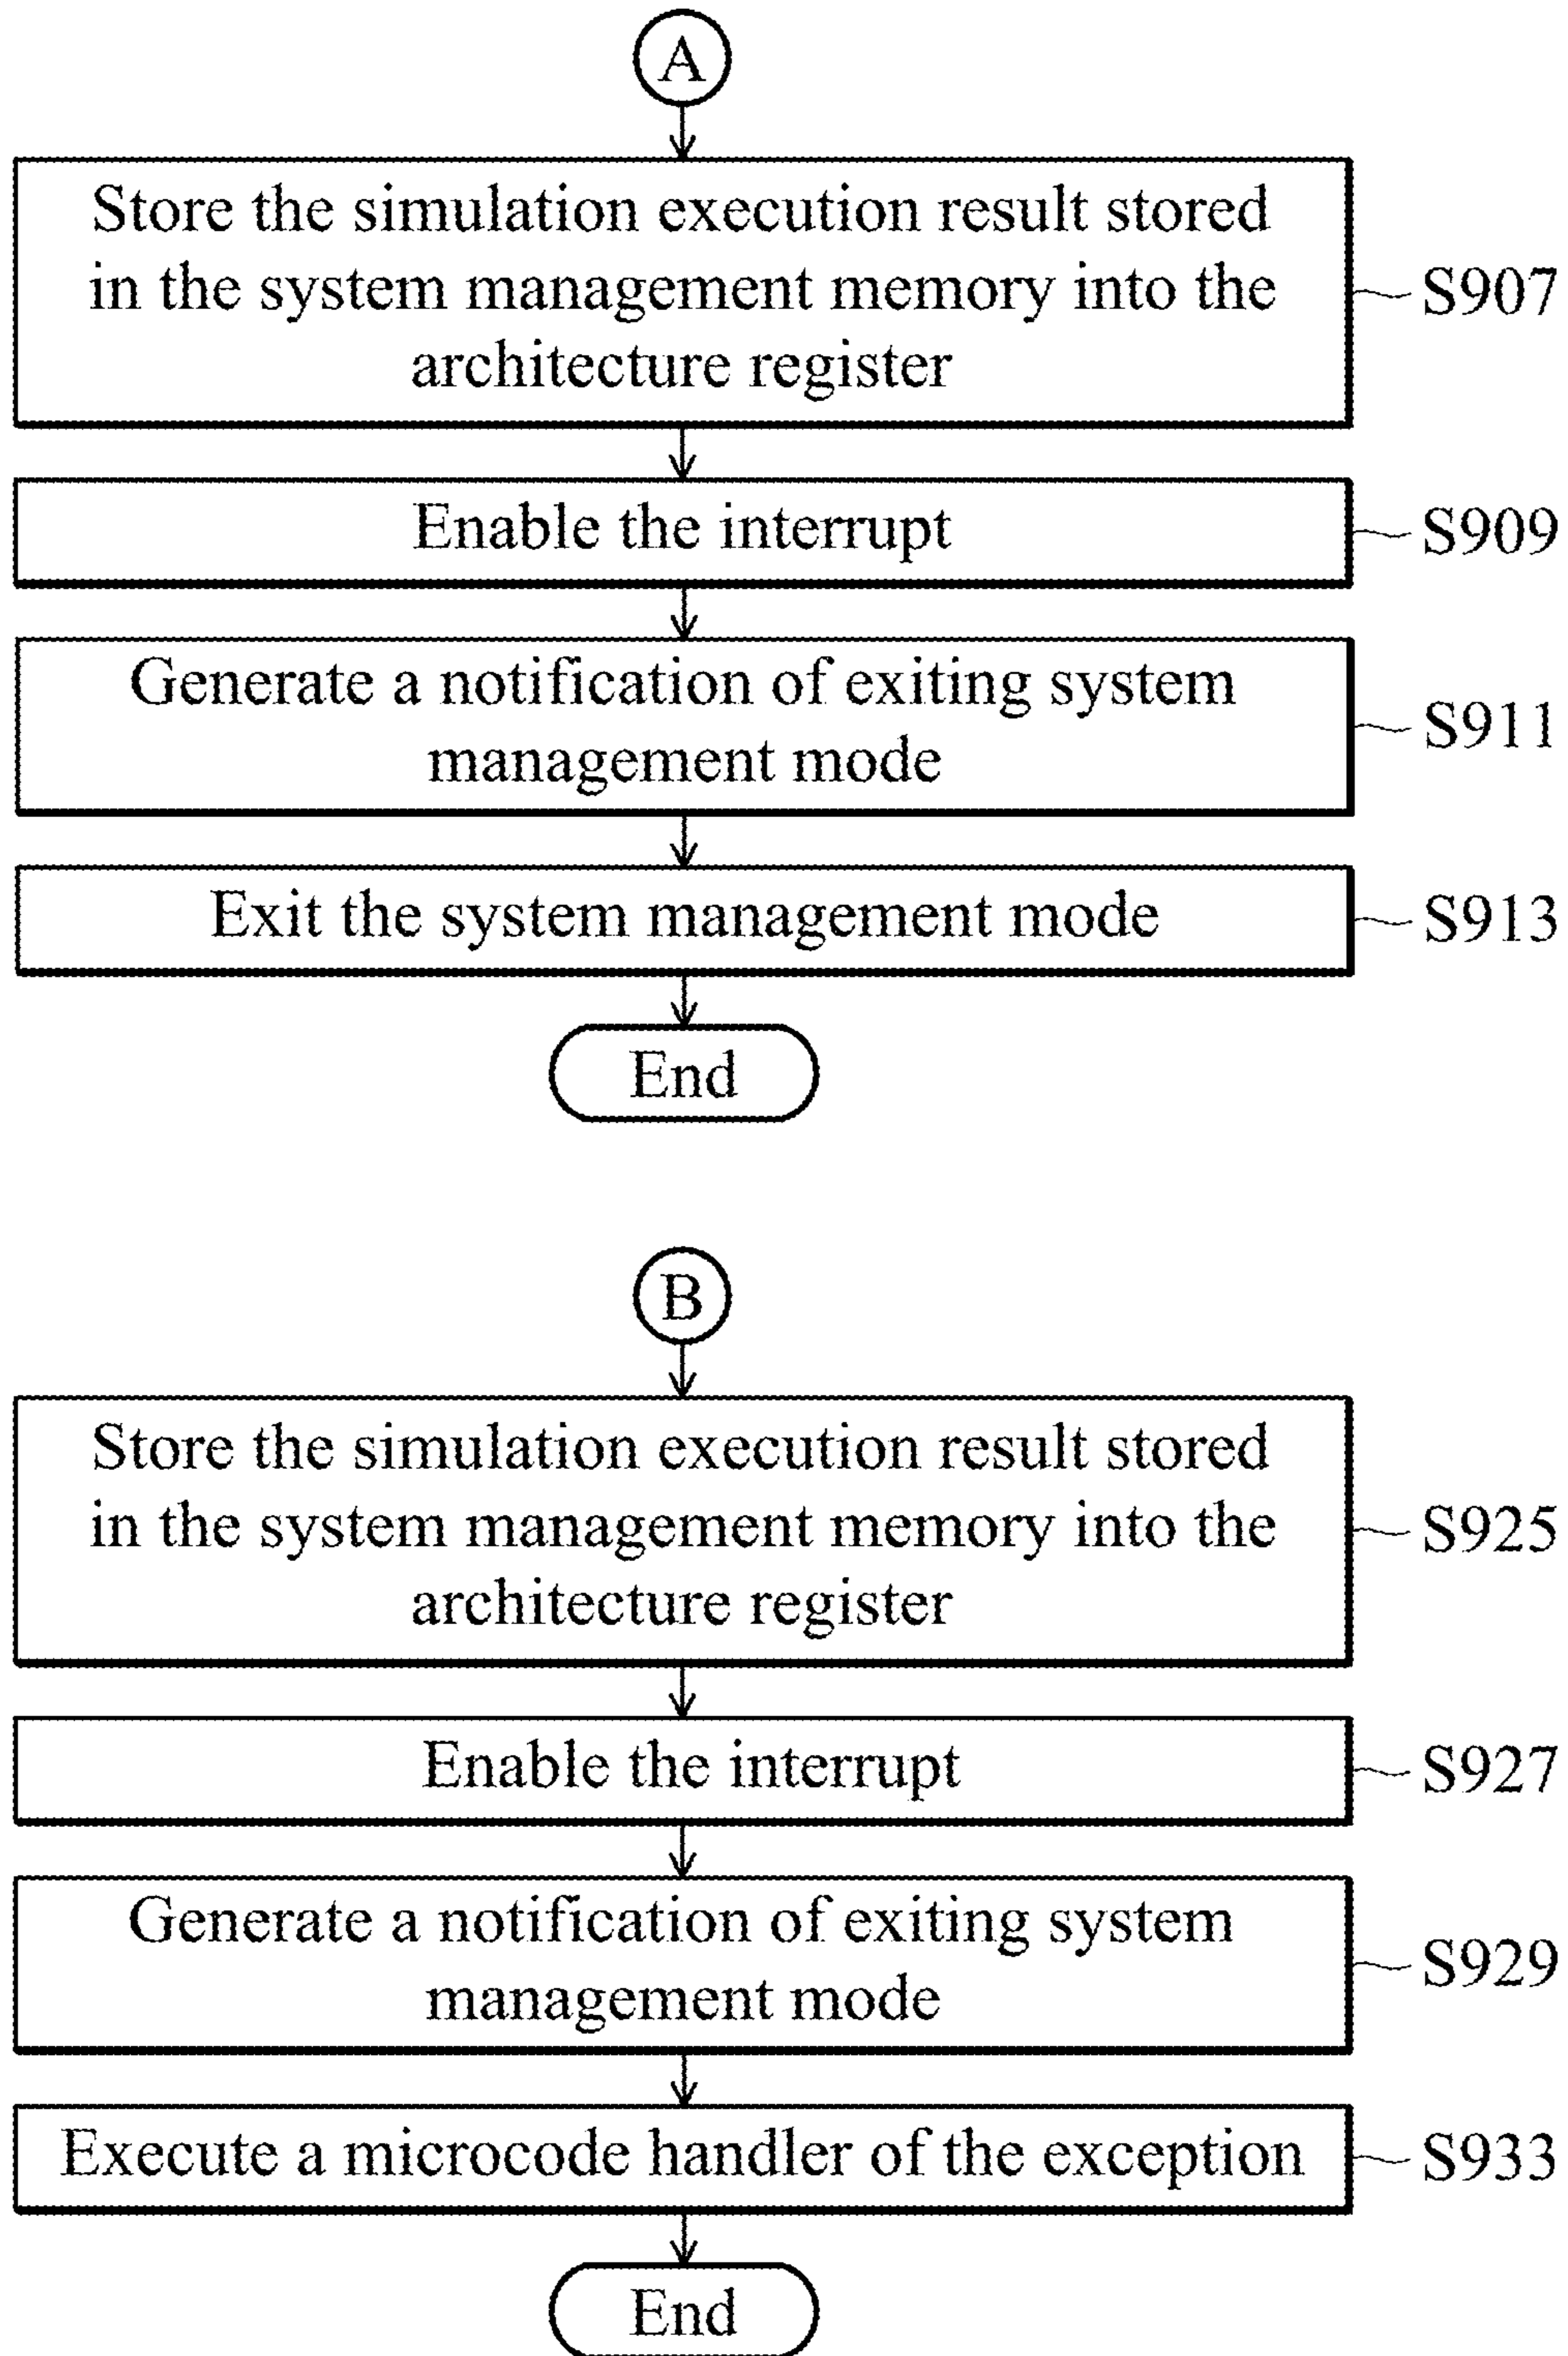 A
Store the simulation execution result stored
in the system management memory into the
architecture register
S907
Enable the interrupt
S909
Generate a notification of exiting system
management mode
S911
Exit the system management mode
S913
End
B
Store the simulation execution result stored
in the system management memory into the
architecture register
S925
Enable the interrupt
S927
Generate a notification of exiting system
management mode
S929
Execute a microcode handler of the exception
S933
End